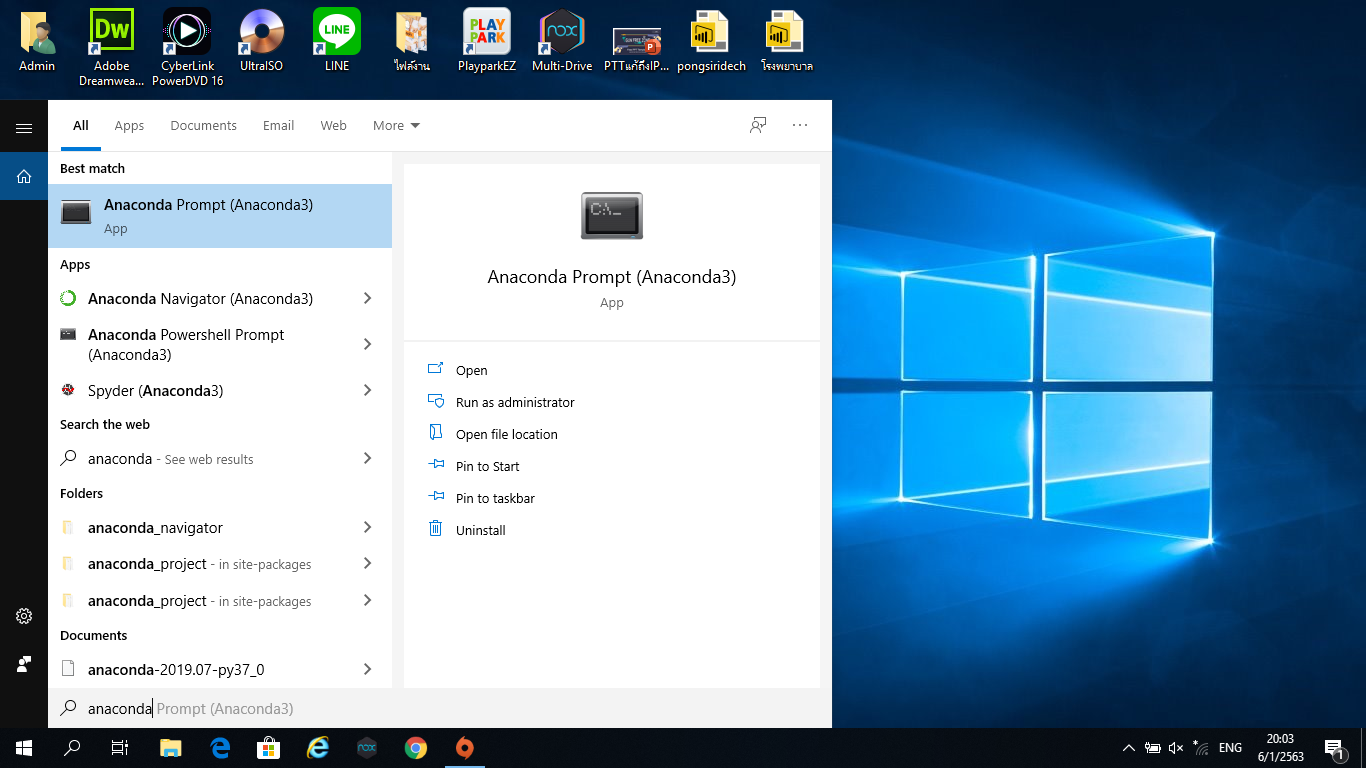 Admin
Adobe
Dreamwea...
CyberLink
PowerDVD 16
UltraISO
LINE
ไฟล์งาน
PlayparkEZ
Multi-Drive
PTTแก้ถึงIP...
pongsiridech
โรงพยาบาล
All
Apps
Documents
Email
Web
More
Best match
Anaconda Prompt (Anaconda3)
App
Apps
Anaconda Navigator (Anaconda3)
Anaconda Powershell Prompt
(Anaconda3)
Spyder (Anaconda3)
Search the web
anaconda - See web results
Folders
anaconda_navigator
anaconda_project - in site-packages
anaconda_project - in site-packages
Documents
anaconda-2019.07-py37_0
anaconda Prompt (Anaconda3)
C:\_
Anaconda Prompt (Anaconda3)
App
Open
Run as administrator
Open file location
Pin to Start
Pin to taskbar
Uninstall
ENG
20:03
6/1/2563
1
Dw
LINE
PLAY
PARK
nox
P
nox